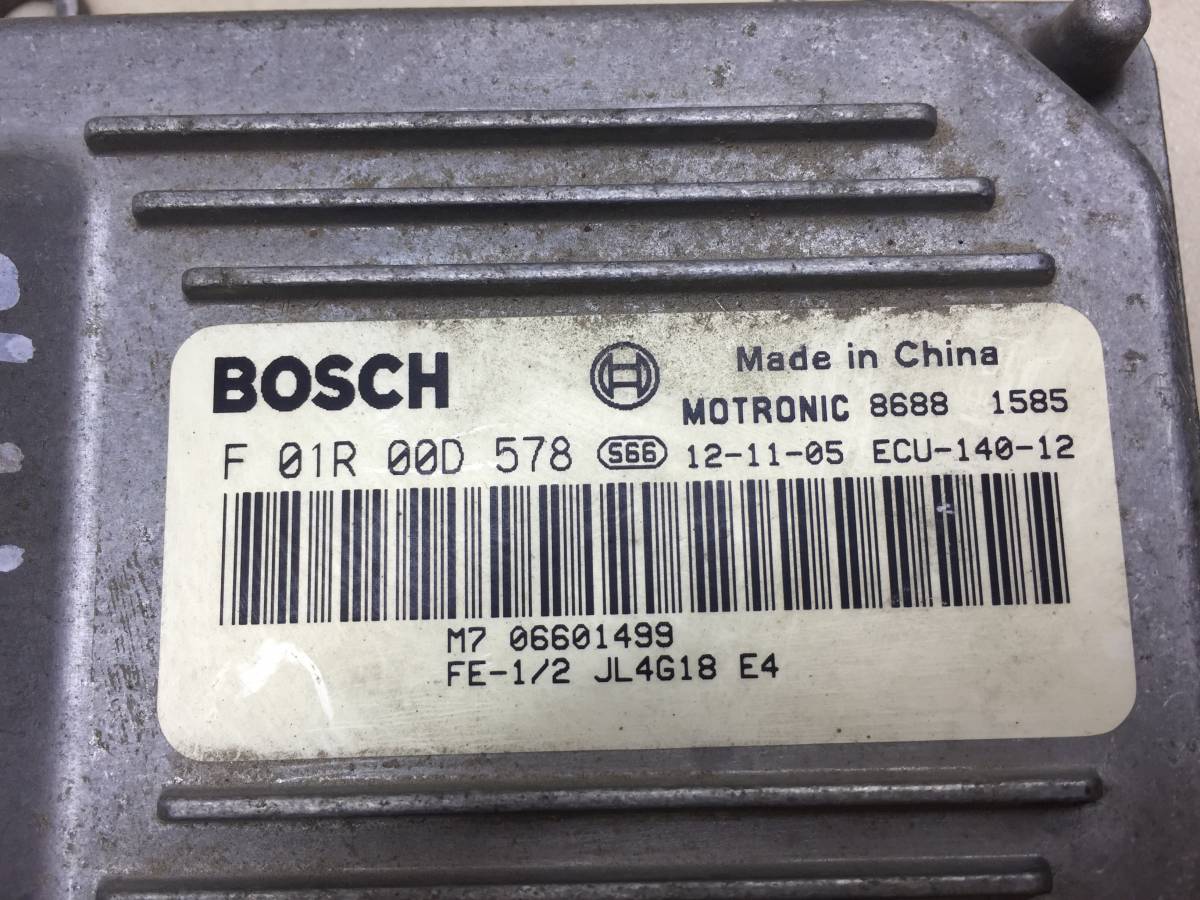 BOSCH
Made in China
MOTRONIC 8688 1585
F 01R 00D 578 S66 12-11-05 ECU-140-12
M7 06601499
FE-1/2 JL4G18 E4